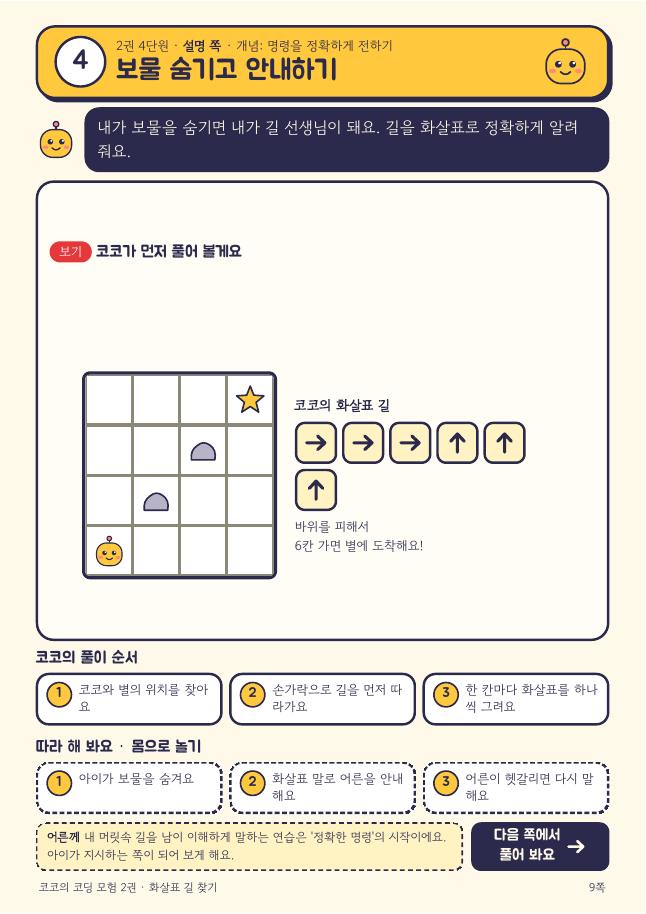 4
2권 4단원 · 설명 쪽 · 개념: 명령을 정확하게 전하기
보물 숨기고 안내하기
내가 보물을 숨기면 내가 길 선생님이 돼요. 길을 화살표로 정확하게 알려
줘요.
보기 코코가 먼저 풀어 볼게요
코코의 화살표 길
바위를 피해서
6칸 가면 별에 도착해요!
코코의 풀이 순서
1 코코와 별의 위치를 찾아
요
2 손가락으로 길을 먼저 따
라가요
3 한 칸마다 화살표를 하나
씩 그려요
따라 해 봐요 · 몸으로 놀기
1 아이가 보물을 숨겨요
2 화살표 말로 어른을 안내
해요
3 어른이 헷갈리면 다시 말
해요
어른께 내 머릿속 길을 남이 이해하게 말하는 연습은 '정확한 명령'의 시작이에요.
아이가 지시하는 쪽이 되어 보게 해요.
다음 쪽에서
풀어 봐요
코코의 코딩 모험 2권 · 화살표 길 찾기
9쪽